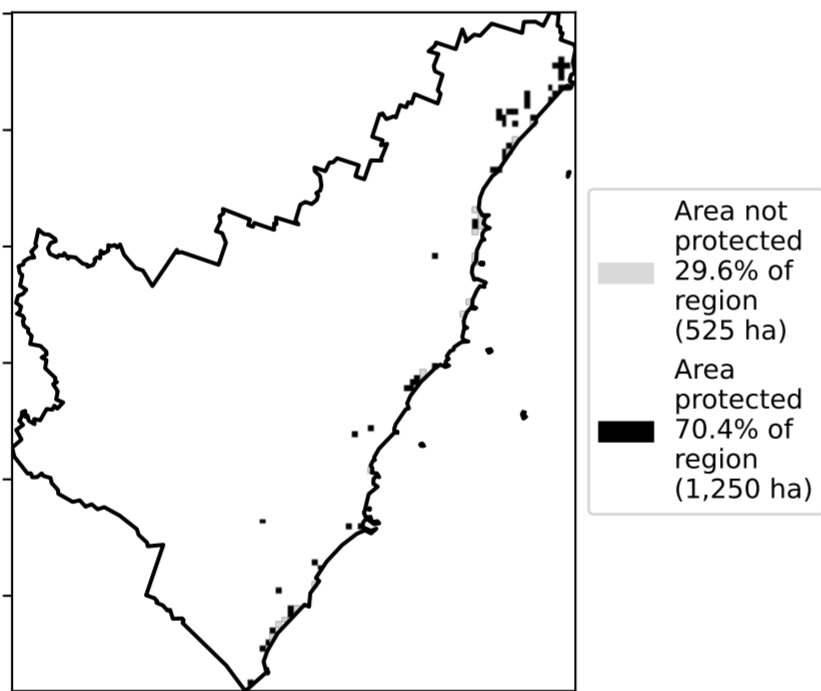 Area not
protected
29.6% of
region
(525 ha)
Area
protected
70.4% of
region
(1,250 ha)